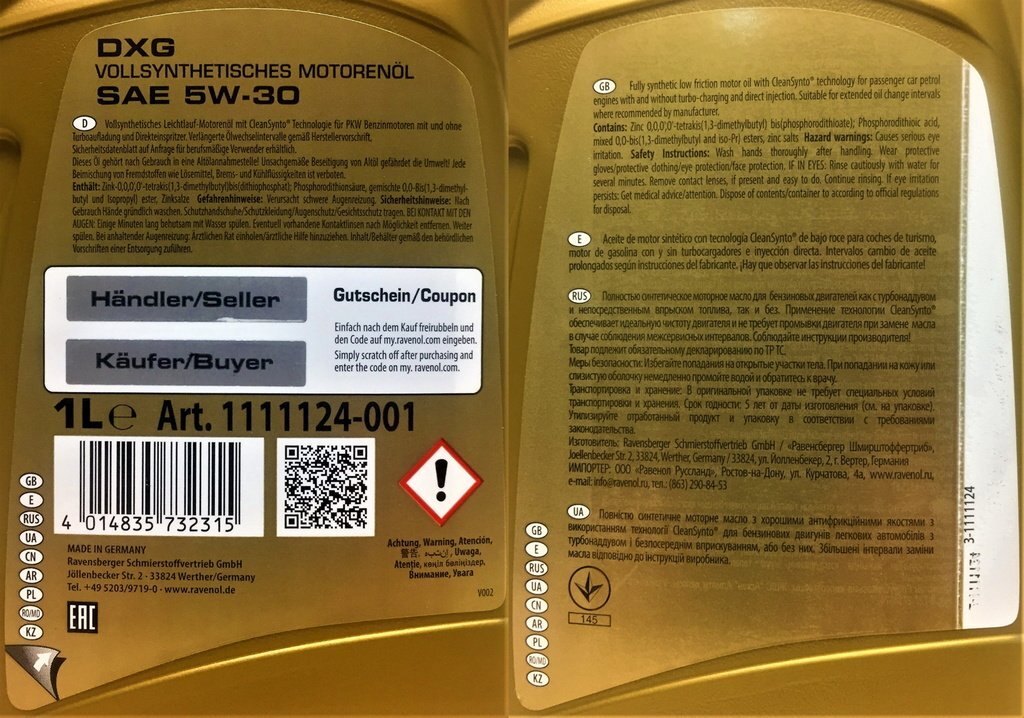 DXG
VOLLSYNTHETISCHES MOTORENÖL
SAE 5W-30
D Vollsynthetisches Leichtlauf-Motorenöl mit CleanSynto® Technologie für PKW Benzinmotoren mit und ohne
Turboaufladung und Direkteinspritzer. Verlängerte Ölwechselintervalle gemäß Herstellervorschrift.
Sicherheitsdatenblatt auf Anfrage für berufsmäßige Verwender erhältlich.
Dieses Öl gehört nach Gebrauch in eine Altölannahmestelle! Unsachgemäße Beseitigung von Altöl gefährdet die Umwelt! Jede
Beimischung von Fremdstoffen wie Lösemittel, Brems- und Kühlflüssigkeiten ist verboten.
Enthält: Zink-O,O,O',O'-tetrakis(1,3-dimethylbutyl)bis(dithiophosphat); Phosphorodithionsäure, gemischte O,O-Bis(1,3-dimethyl-
butyl und Isopropyl) ester, Zinksalze Gefahrenhinweise: Verursacht schwere Augenreizung. Sicherheitshinweise: Nach
Gebrauch Hände gründlich waschen. Schutzhandschuhe/Schutzkleidung/Augenschutz/Gesichtsschutz tragen. BEI KONTAKT MIT DEN
AUGEN: Einige Minuten lang behutsam mit Wasser spülen. Eventuell vorhandene Kontaktlinsen nach Möglichkeit entfernen. Weiter
spülen. Bei anhaltender Augenreizung: Ärztlichen Rat einholen/ärztliche Hilfe hinzuziehen. Inhalt/Behälter gemäß den behördlichen
Vorschriften einer Entsorgung zuführen.
Händler/Seller
Käufer/Buyer
Gutschein/Coupon
Einfach nach dem Kauf freirubbeln und
den Code auf my.ravenol.com eingeben.
Simply scratch off after purchasing and
enter the code on my. ravenol.com.
1L℮ Art. 1111124-001
4 014835 732315
GB
E
RUS
UA
CN
AR
PL
RO/MD
KZ
Achtung, Warning, Atención,
警告, Uwaga,
Atenţie, көңіл бөліңіздер,
Внимание, Увага
MADE IN GERMANY
Ravensberger Schmierstoffvertrieb GmbH
Jöllenbecker Str. 2 · 33824 Werther/Germany
Tel. +49 5203/9719-0 · www.ravenol.de
EAC
V002
GB Fully synthetic low friction motor oil with CleanSynto® technology for passenger car petrol
engines with and without turbo-charging and direct injection. Suitable for extended oil change intervals
where recommended by manufacturer.
Contains: Zinc O,O,O',O'-tetrakis(1,3-dimethylbutyl) bis(phosphorodithioate); Phosphorodithioic acid,
mixed O,O-bis(1,3-dimethylbutyl and iso-Pr) esters, zinc salts Hazard warnings: Causes serious eye
irritation. Safety Instructions: Wash hands thoroughly after handling. Wear protective
gloves/protective clothing/eye protection/face protection. IF IN EYES: Rinse cautiously with water for
several minutes. Remove contact lenses, if present and easy to do. Continue rinsing. If eye irritation
persists: Get medical advice/attention. Dispose of contents/container to according to official regulations
for disposal.
E Aceite de motor sintético con tecnología CleanSynto® de bajo roce para coches de turismo,
motor de gasolina con y sin turbocargadores e inyección directa. Intervalos cambio de aceite
prolongados según instrucciones del fabricante. ¡Hay que observar las instrucciones del fabricante!
RUS Полностью синтетическое моторное масло для бензиновых двигателей как с турбонаддувом
и непосредственным впрыском топлива, так и без. Применение технологии CleanSynto®
обеспечивает идеальную чистоту двигателя и не требует промывки двигателя при замене масла
в случае соблюдения межсервисных интервалов. Соблюдайте инструкции производителя!
Товар подлежит обязательному декларированию по ТР ТС.
Меры безопасности: Избегайте попадания на открытые участки тела. При попадании на кожу или
слизистую оболочку немедленно промойте водой и обратитесь к врачу.
Транспортировка и хранение: В оригинальной упаковке не требует специальных условий
транспортировки и хранения. Срок годности: 5 лет от даты изготовления (см. на упаковке).
Утилизируйте отработанный продукт и упаковку в соответствии с требованиями
законодательства.
Изготовитель: Ravensberger Schmierstoffvertrieb GmbH / «Равенсбергер Шмирштоффертриб»,
Joellenbecker Str. 2, 33824, Werther, Germany / 33824, ул. Йолленбекер, 2, г. Вертер, Германия
ИМПОРТЕР: ООО «Равенол Руссланд», Ростов-на-Дону, ул. Курчатова, 4а, www.ravenol.ru,
e-mail: info@ravenol.ru, тел.: (863) 290-84-53
UA Повністю синтетичне моторне масло з хорошими антифрикційними якостями з
використанням технології CleanSynto® для бензинових двигунів легкових автомобілів з
турбонаддувом і безпосереднім вприскуванням, або без них. Збільшені інтервали заміни
масла відповідно до інструкцій виробника.
145
GB
E
RUS
UA
CN
AR
PL
RO/MD
KZ
3-1111124